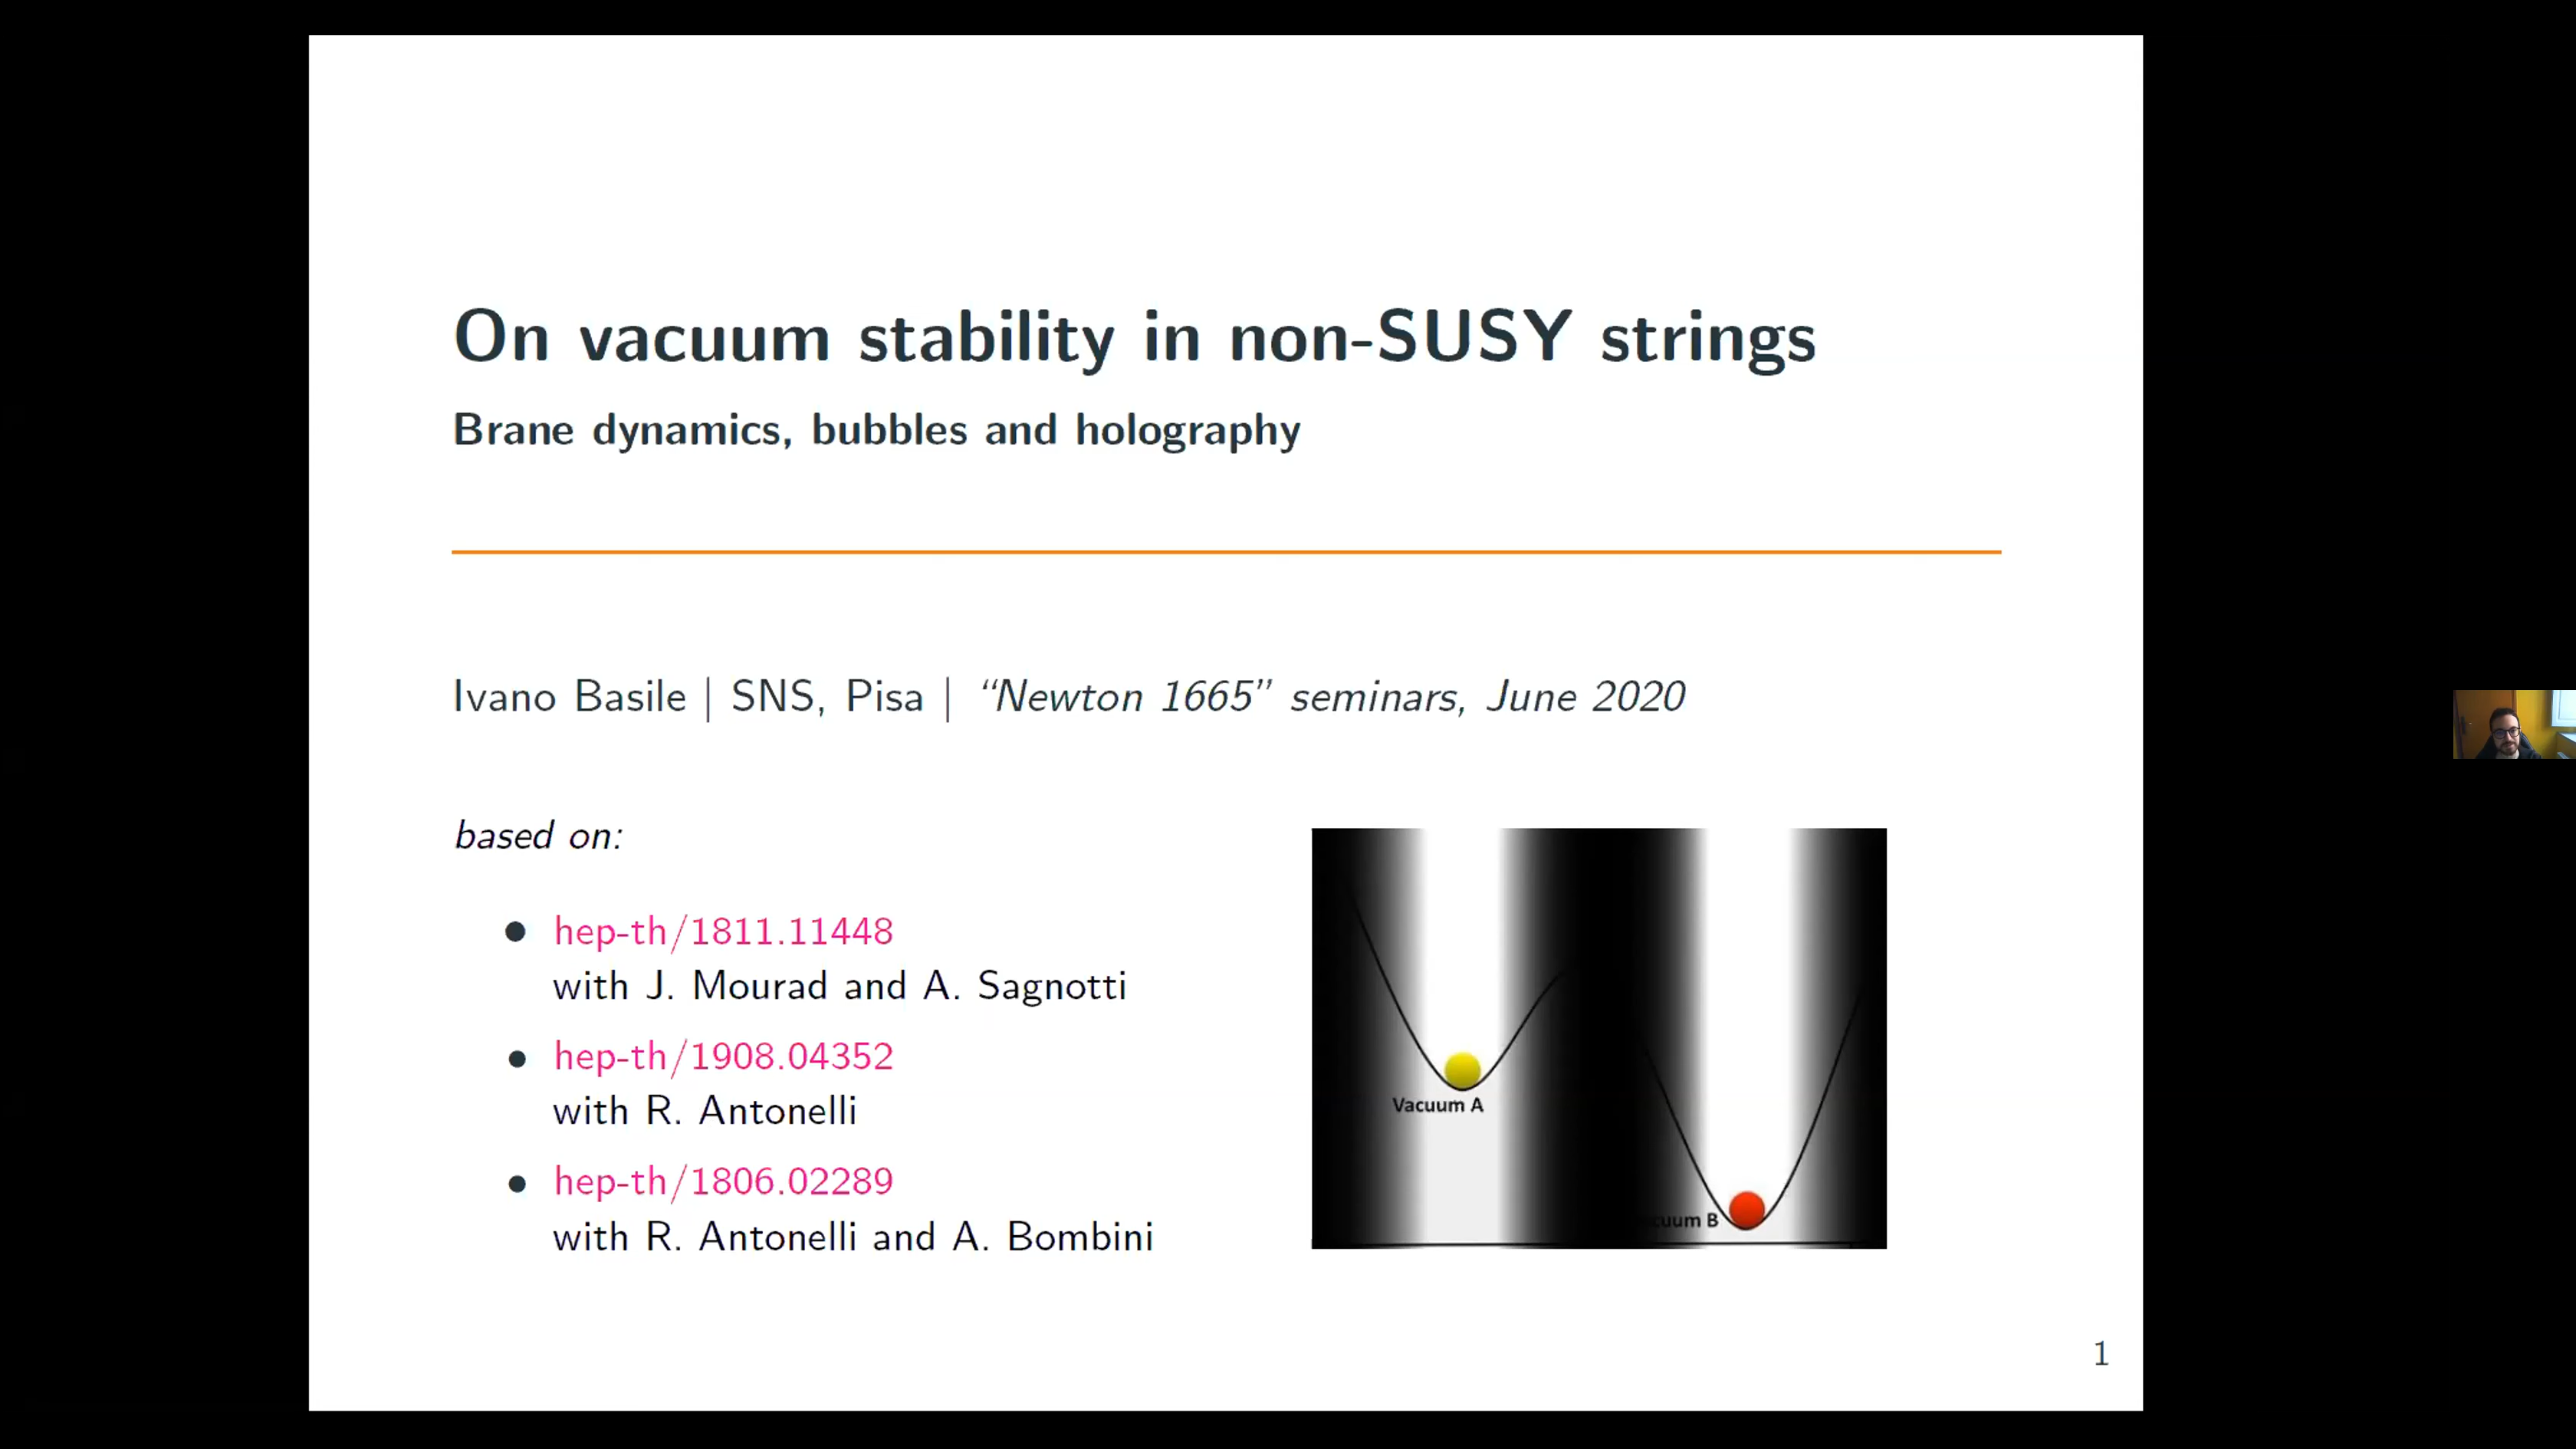 On vacuum stability in non-SUSY strings
Brane dynamics, bubbles and holography
Ivano Basile | SNS, Pisa | “Newton 1665” seminars, June 2020
based on:
• hep-th/1811.11448
with J. Mourad and A. Sagnotti
• hep-th/1908.04352
with R. Antonelli
• hep-th/1806.02289
with R. Antonelli and A. Bombini
Vacuum A
cuum B
1